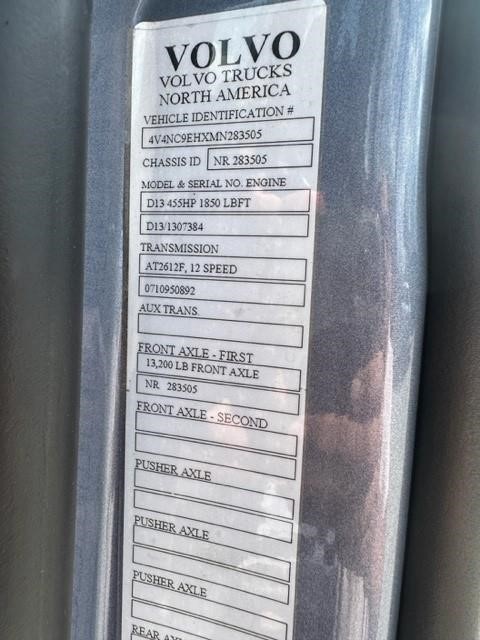 VOLVO
VOLVO TRUCKS
NORTH AMERICA
VEHICLE IDENTIFICATION #
4V4NC9EHXMN283505
CHASSIS ID NR 283505
MODEL & SERIAL NO. ENGINE
D13 455HP 1850 LBFT
D13/1307384
TRANSMISSION
AT2612F, 12 SPEED
0710950892
AUX TRANS.
FRONT AXLE - FIRST
13,200 LB FRONT AXLE
NR 283505
FRONT AXLE - SECOND
PUSHER AXLE
PUSHER AXLE
PUSHER AXLE
REAR AX